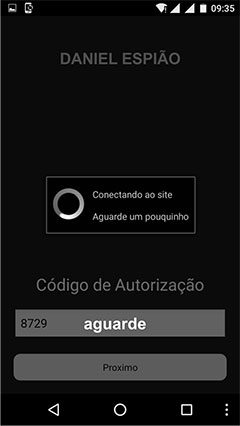 09:35
DANIEL ESPIÃO
Conectando ao site
Aguarde um pouquinho
Código de Autorização
8729 aguarde
Proximo